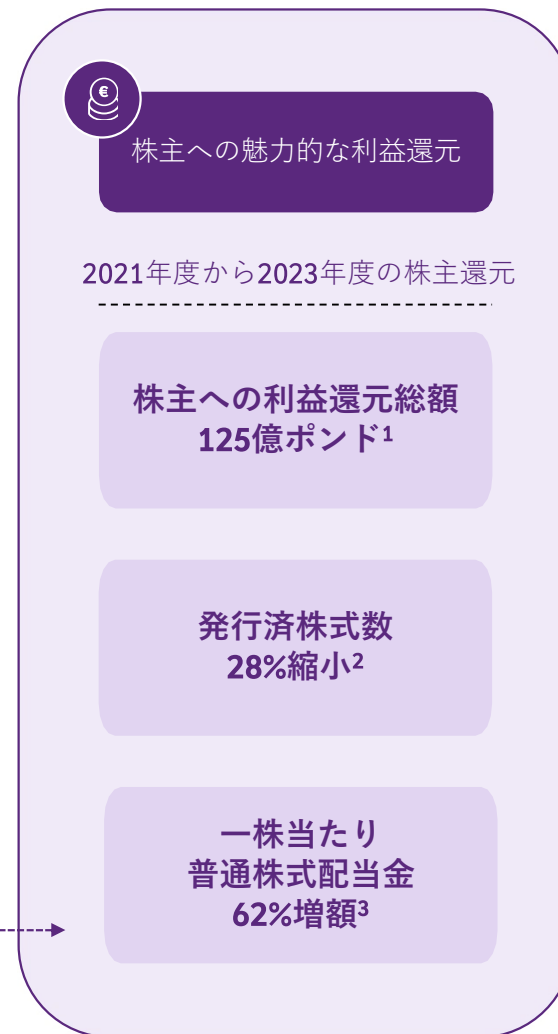 €
株主への魅力的な利益還元
2021年度から2023年度の株主還元
株主への利益還元総額
125億ポンド¹
発行済株式数
28%縮小²
一株当たり
普通株式配当金
62%増額³